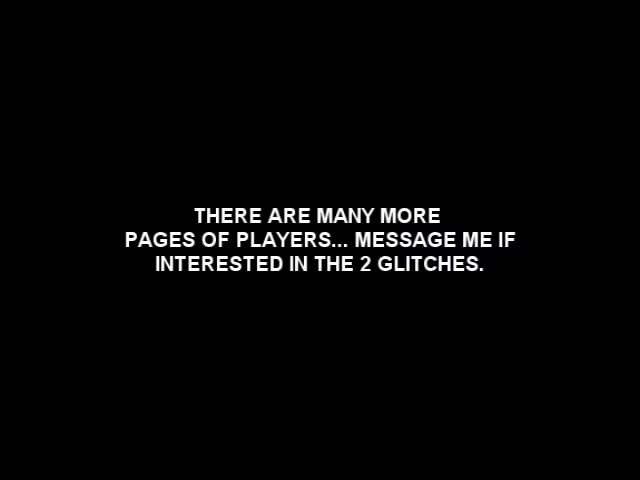 THERE ARE MANY MORE
PAGES OF PLAYERS... MESSAGE ME IF
INTERESTED IN THE 2 GLITCHES.